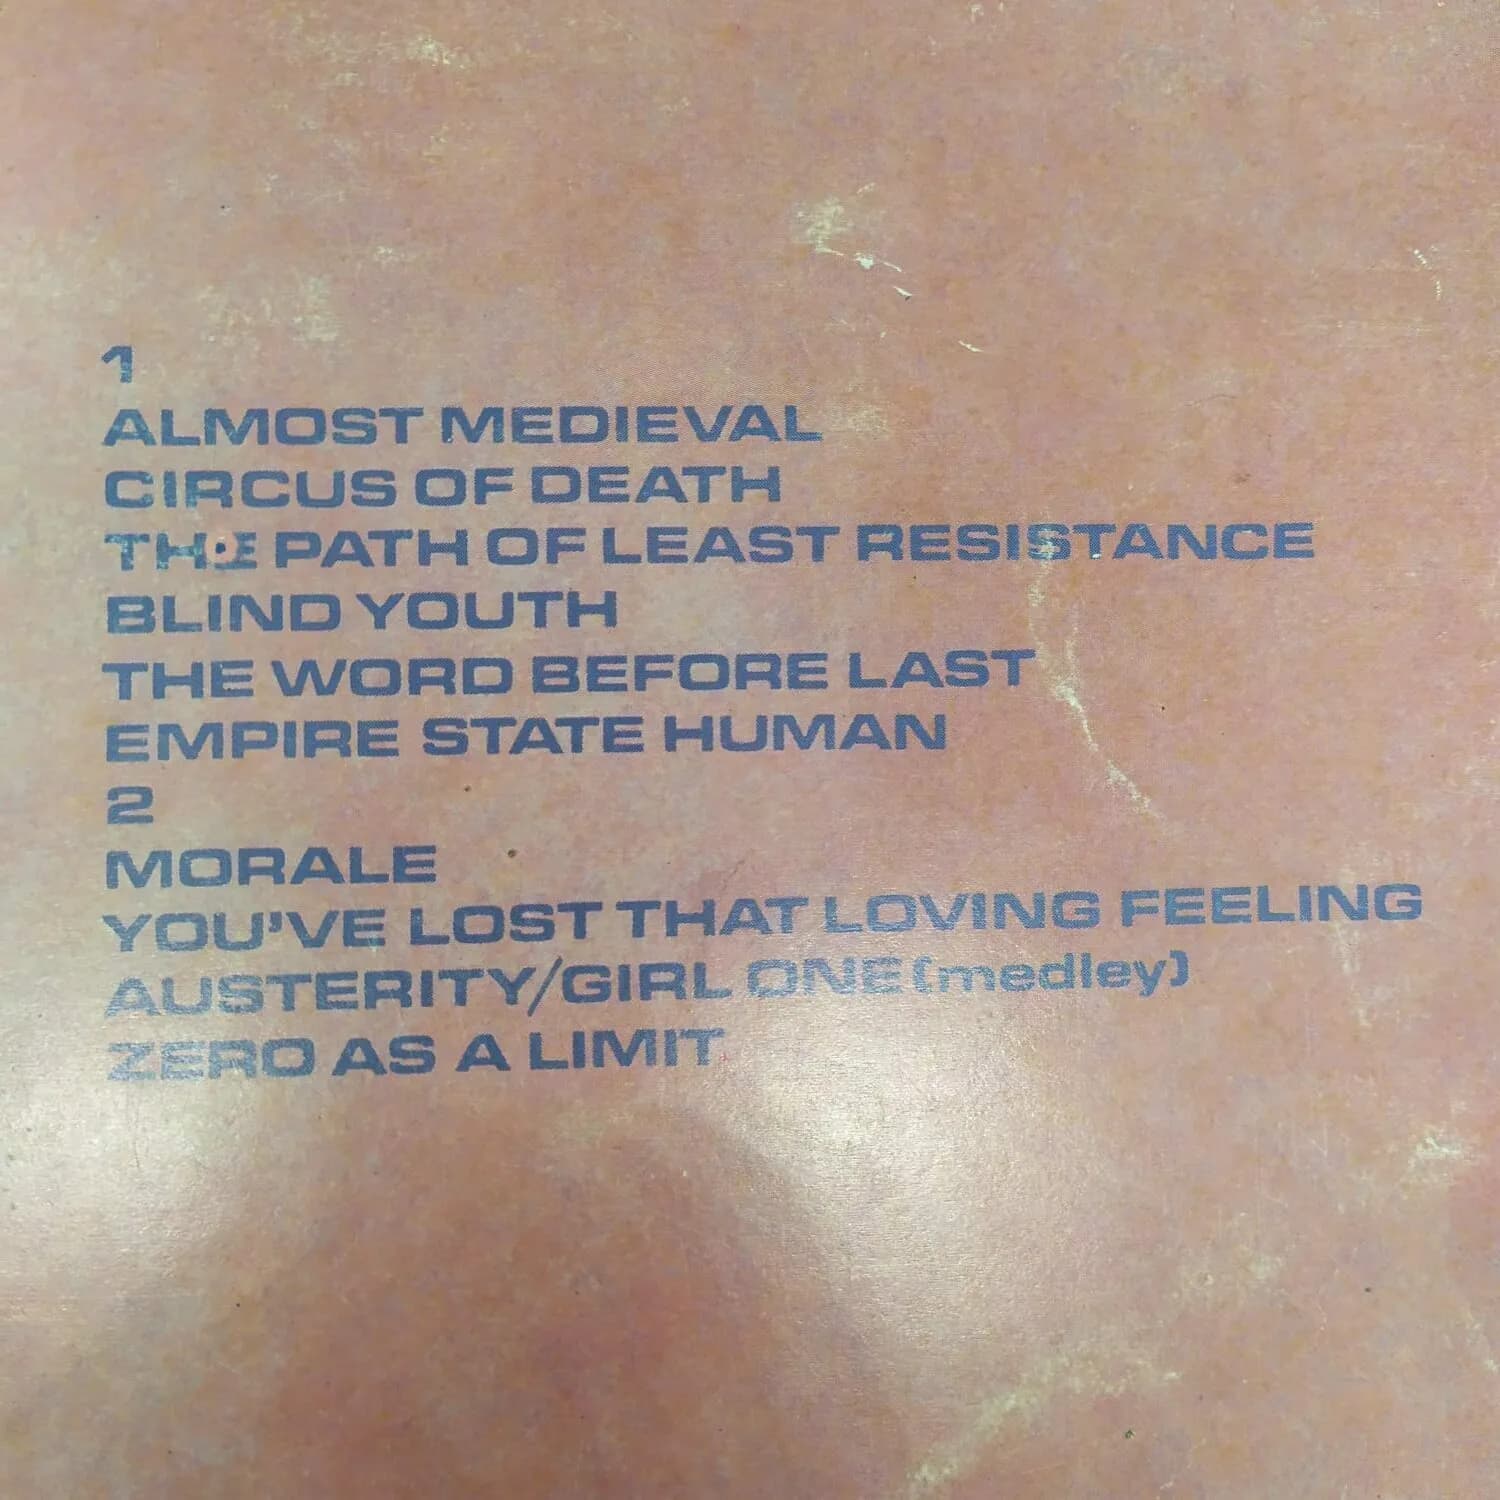 1
ALMOST MEDIEVAL
CIRCUS OF DEATH
THE PATH OF LEAST RESISTANCE
BLIND YOUTH
THE WORD BEFORE LAST
EMPIRE STATE HUMAN
2
MORALE
YOU'VE LOST THAT LOVING FEELING
AUSTERITY/GIRL ONE (medley)
ZERO AS A LIMIT